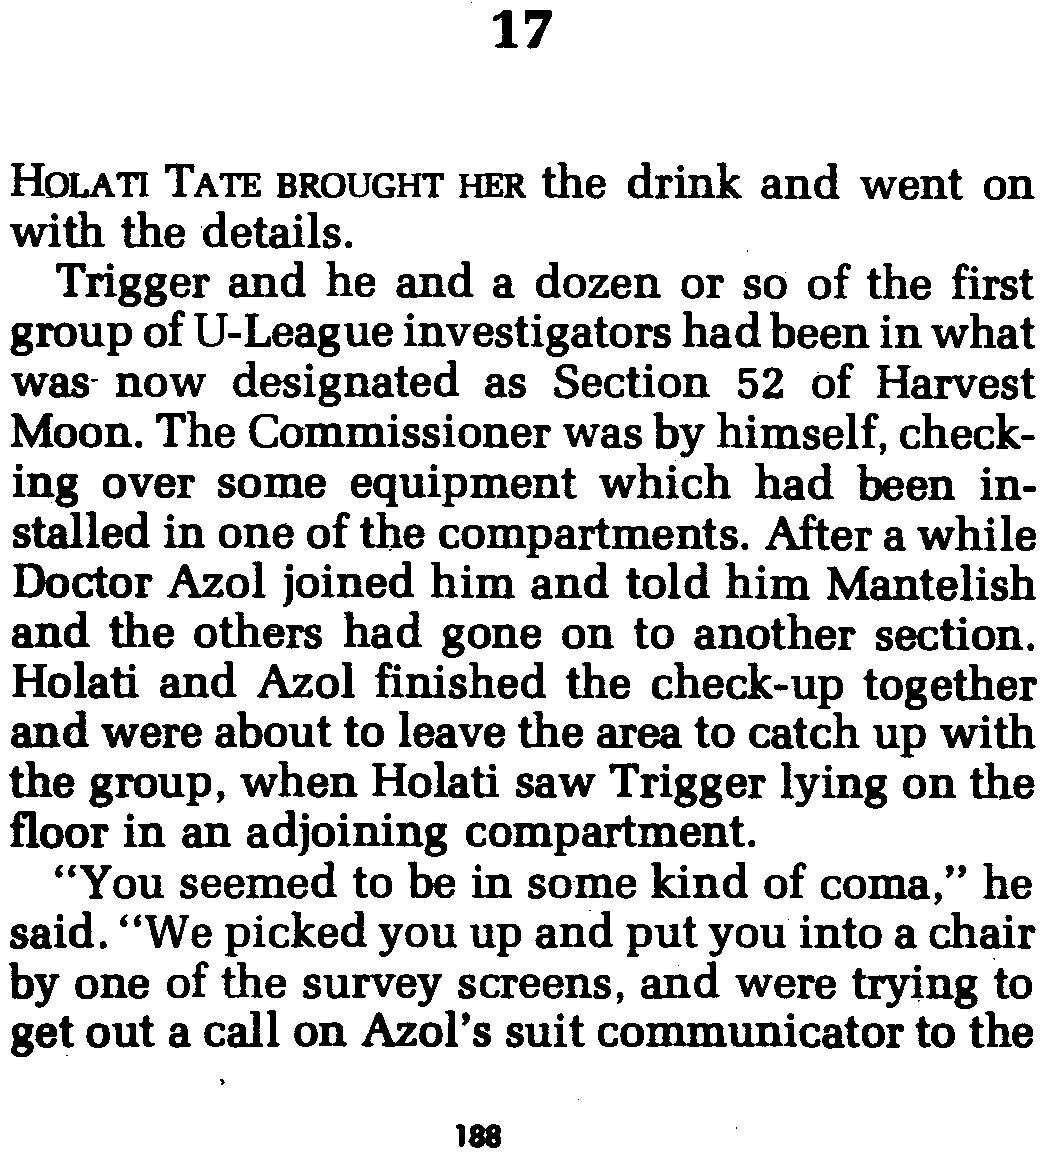 17
HOLATI TATE BROUGHT HER the drink and went on
with the details.
Trigger and he and a dozen or so of the first
group of U-League investigators had been in what
was now designated as Section 52 of Harvest
Moon. The Commissioner was by himself, check-
ing over some equipment which had been in-
stalled in one of the compartments. After a while
Doctor Azol joined him and told him Mantelish
and the others had gone on to another section.
Holati and Azol finished the check-up together
and were about to leave the area to catch up with
the group, when Holati saw Trigger lying on the
floor in an adjoining compartment.
“You seemed to be in some kind of coma,” he
said. “We picked you up and put you into a chair
by one of the survey screens, and were trying to
get out a call on Azol’s suit communicator to the
188